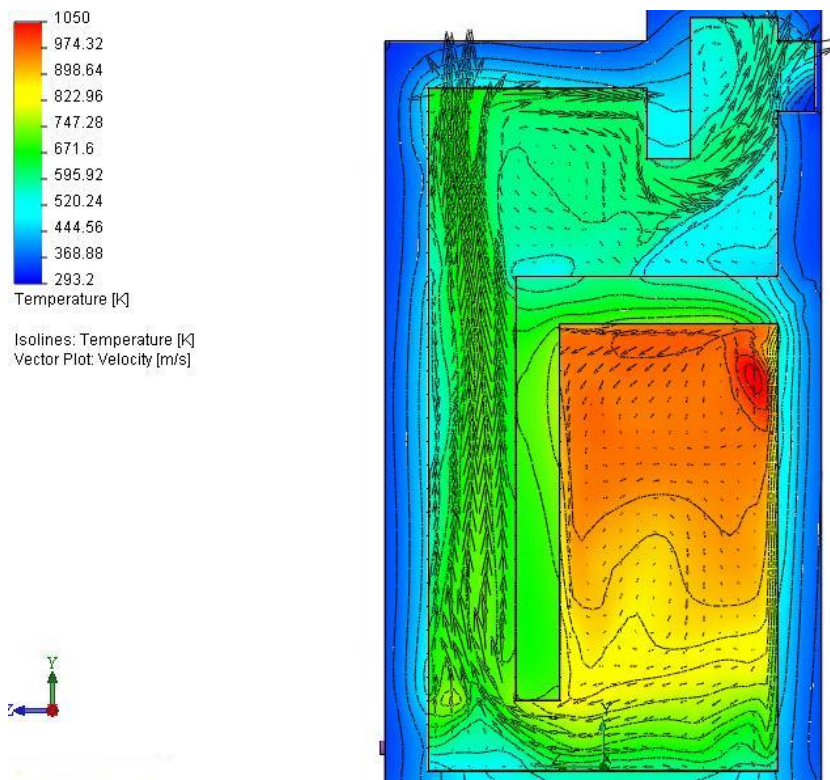 1050
974.32
898.64
822.96
747.28
671.6
595.92
520.24
444.56
368.88
293.2
Temperature [K]
Isolines: Temperature [K]
Vector Plot: Velocity [m/s]
Y
Y
Z